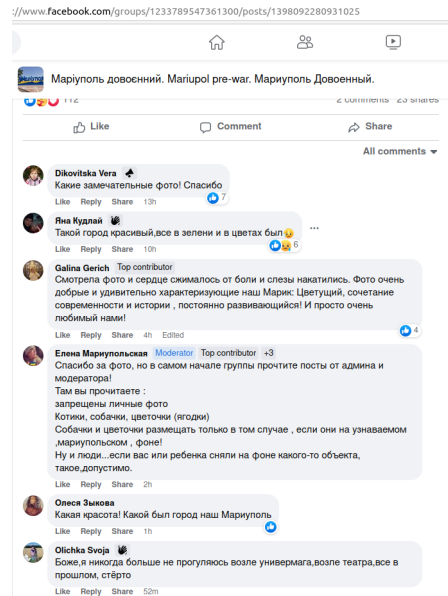 ://www.facebook.com/groups/1233789547361300/posts/1398092280931025
Маріуполь довоєнний. Mariupol pre-war. Мариуполь Довоенный.
112
2 comments 23 shares
Like Comment Share
All comments
Dikovitska Vera
Какие замечательные фото! Спасибо
7
Like Reply Share 13h
Яна Кудлай
Такой город красивый,все в зелени и в цветах был
6
Like Reply Share 10h
Galina Gerich Top contributor
Смотрела фото и сердце сжималось от боли и слезы накатились. Фото очень
добрые и удивительно характеризующие наш Марик: Цветущий, сочетание
современности и истории , постоянно развивающийся! И просто очень
любимый нами!
4
Like Reply Share 4h Edited
Елена Мариупольская Moderator Top contributor +3
Спасибо за фото, но в самом начале группы прочтите посты от админа и
модератора!
Там вы прочитаете :
запрещены личные фото
Котики, собачки, цветочки (ягодки)
Собачки и цветочки размещать только в том случае , если они на узнаваемом
,мариупольском , фоне!
Ну и люди...если вас или ребенка сняли на фоне какого-то объекта,
такое,допустимо.
Like Reply Share 2h
Олеся Зыкова
Какая красота! Какой был город наш Мариуполь
Like Reply Share 1h
Olichka Svoja
Боже,я никогда больше не прогуляюсь возле универмага,возле театра,все в
прошлом, стёрто
Like Reply Share 52m